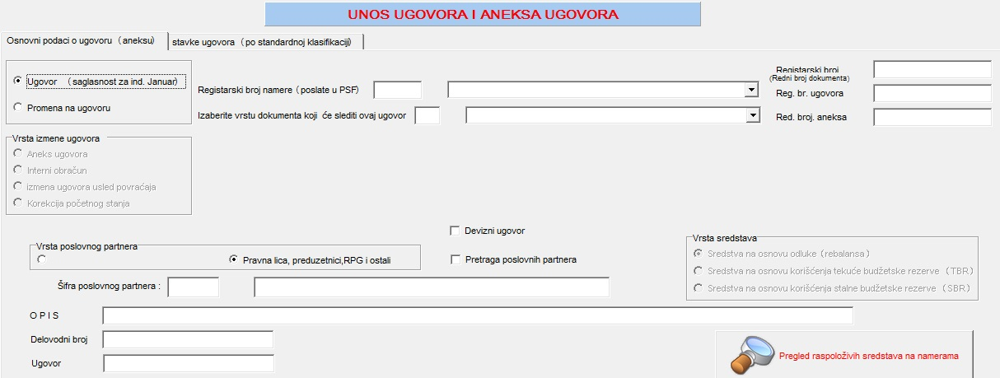 UNOS UGOVORA I ANEKSA UGOVORA
Osnovni podaci o ugovoru (aneksu)
stavke ugovora (po standardnoj klasifikaciji)
Ugovor (saglasnost za ind. Januar)
Promena na ugovoru
Registarski broj namere (poslate u PSF)
Izaberite vrstu dokumenta koji će slediti ovaj ugovor
Registarski broj
(Redni broj dokumenta)
Reg. br. ugovora
Red. broj. aneksa
Vrsta izmene ugovora
Aneks ugovora
Interni obračun
izmena ugovora usled povraćaja
Korekcija početnog stanja
Devizni ugovor
Vrsta poslovnog partnera
Pravna lica, preduzetnici,RPG i ostali
Pretraga poslovnih partnera
Vrsta sredstava
Sredstva na osnovu odluke (rebalansa)
Sredstva na osnovu korišćenja tekuće budžetske rezerve (TBR)
Sredstva na osnovu korišćenja stalne budžetske rezerve (SBR)
Šifra poslovnog partnera :
O P I S
Delovodni broj
Ugovor
Pregled raspoloživih sredstava na namerama